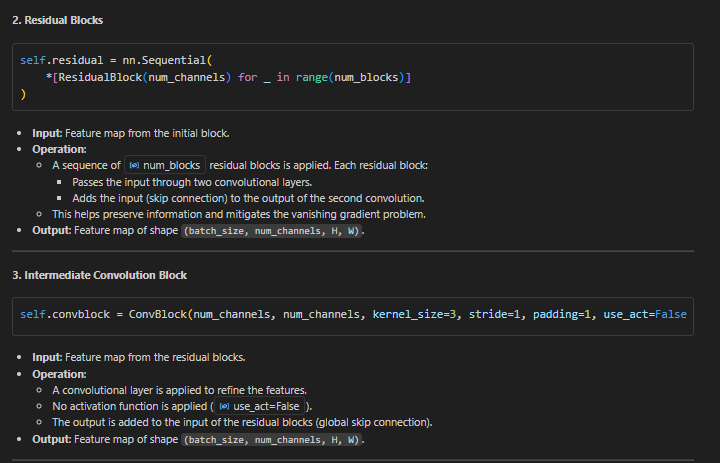 2. Residual Blocks
self.residual = nn.Sequential(
*[ResidualBlock(num_channels) for _ in range(num_blocks)]
)
Input: Feature map from the initial block.
Operation:
A sequence of num_blocks residual blocks is applied. Each residual block:
Passes the input through two convolutional layers.
Adds the input (skip connection) to the output of the second convolution.
This helps preserve information and mitigates the vanishing gradient problem.
Output: Feature map of shape (batch_size, num_channels, H, W).
3. Intermediate Convolution Block
self.convblock = ConvBlock(num_channels, num_channels, kernel_size=3, stride=1, padding=1, use_act=False
Input: Feature map from the residual blocks.
Operation:
A convolutional layer is applied to refine the features.
No activation function is applied ( use_act=False ).
The output is added to the input of the residual blocks (global skip connection).
Output: Feature map of shape (batch_size, num_channels, H, W).